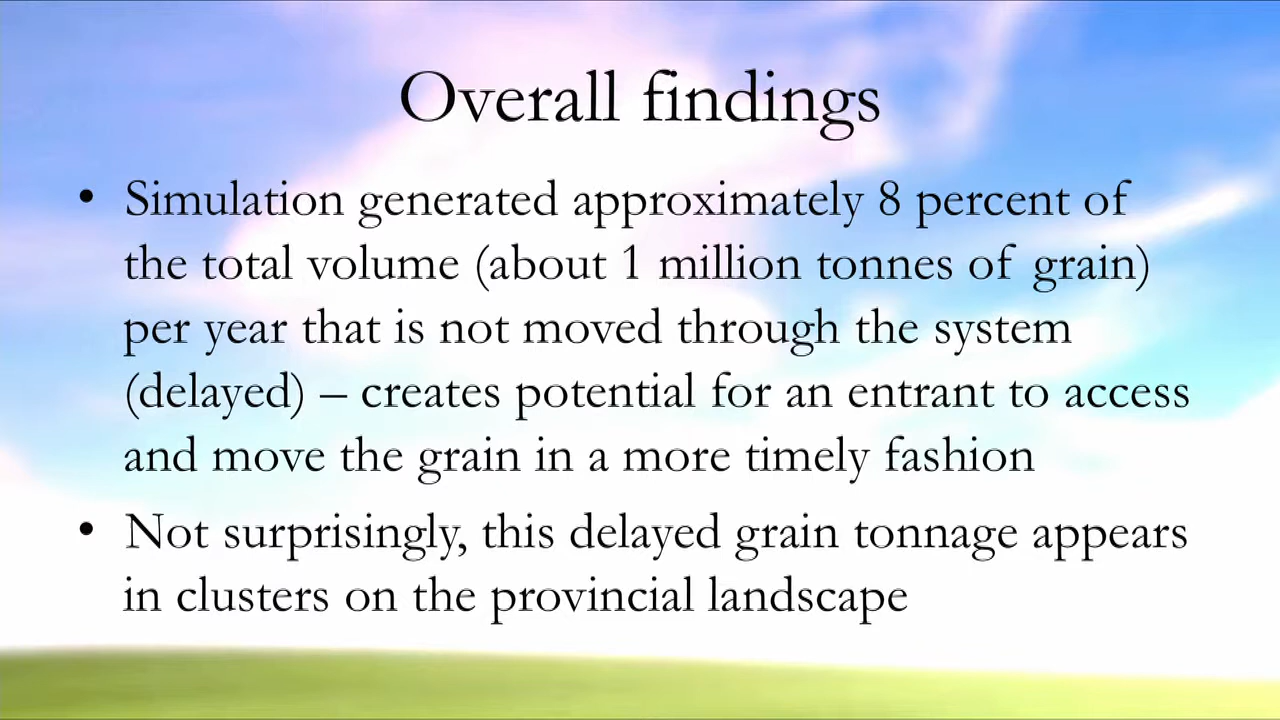 Overall findings
• Simulation generated approximately 8 percent of
the total volume (about 1 million tonnes of grain)
per year that is not moved through the system
(delayed) – creates potential for an entrant to access
and move the grain in a more timely fashion
• Not surprisingly, this delayed grain tonnage appears
in clusters on the provincial landscape